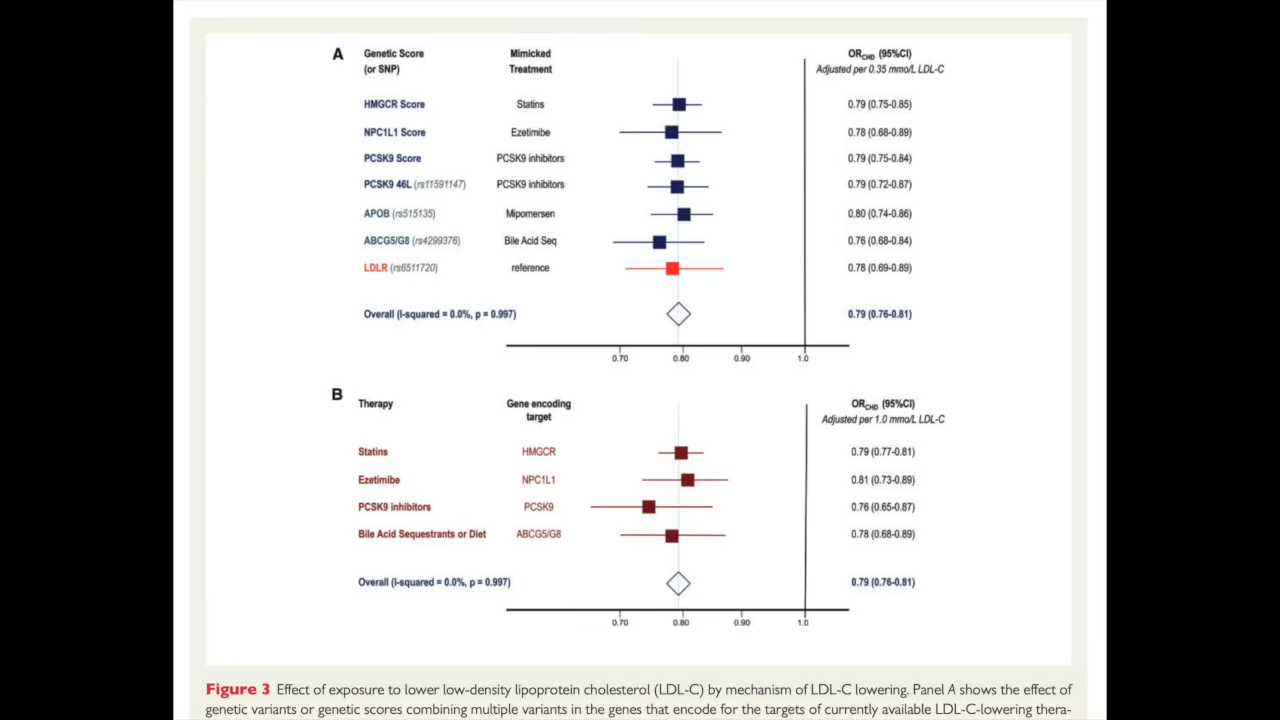 A
Genetic Score
(or SNP)
Mimicked
Treatment
ORCHD (95%CI)
Adjusted per 0.35 mmo/L LDL-C
HMGCR Score Statins 0.79 (0.75-0.85)
NPC1L1 Score Ezetimibe 0.78 (0.68-0.89)
PCSK9 Score PCSK9 inhibitors 0.79 (0.75-0.84)
PCSK9 46L (rs11591147) PCSK9 inhibitors 0.79 (0.72-0.87)
APOB (rs515135) Mipomersen 0.80 (0.74-0.86)
ABCG5/G8 (rs4299376) Bile Acid Seq 0.76 (0.68-0.84)
LDLR (rs6511720) reference 0.78 (0.69-0.89)
Overall (I-squared = 0.0%, p = 0.997) 0.79 (0.76-0.81)
0.70 0.80 0.90 1.0
B
Therapy
Gene encoding
target
ORCHD (95%CI)
Adjusted per 1.0 mmo/L LDL-C
Statins HMGCR 0.79 (0.77-0.81)
Ezetimibe NPC1L1 0.81 (0.73-0.89)
PCSK9 inhibitors PCSK9 0.76 (0.65-0.87)
Bile Acid Sequestrants or Diet ABCG5/G8 0.78 (0.68-0.89)
Overall (I-squared = 0.0%, p = 0.997) 0.79 (0.76-0.81)
0.70 0.80 0.90 1.0
Figure 3 Effect of exposure to lower low-density lipoprotein cholesterol (LDL-C) by mechanism of LDL-C lowering. Panel A shows the effect of
genetic variants or genetic scores combining multiple variants in the genes that encode for the targets of currently available LDL-C-lowering thera-